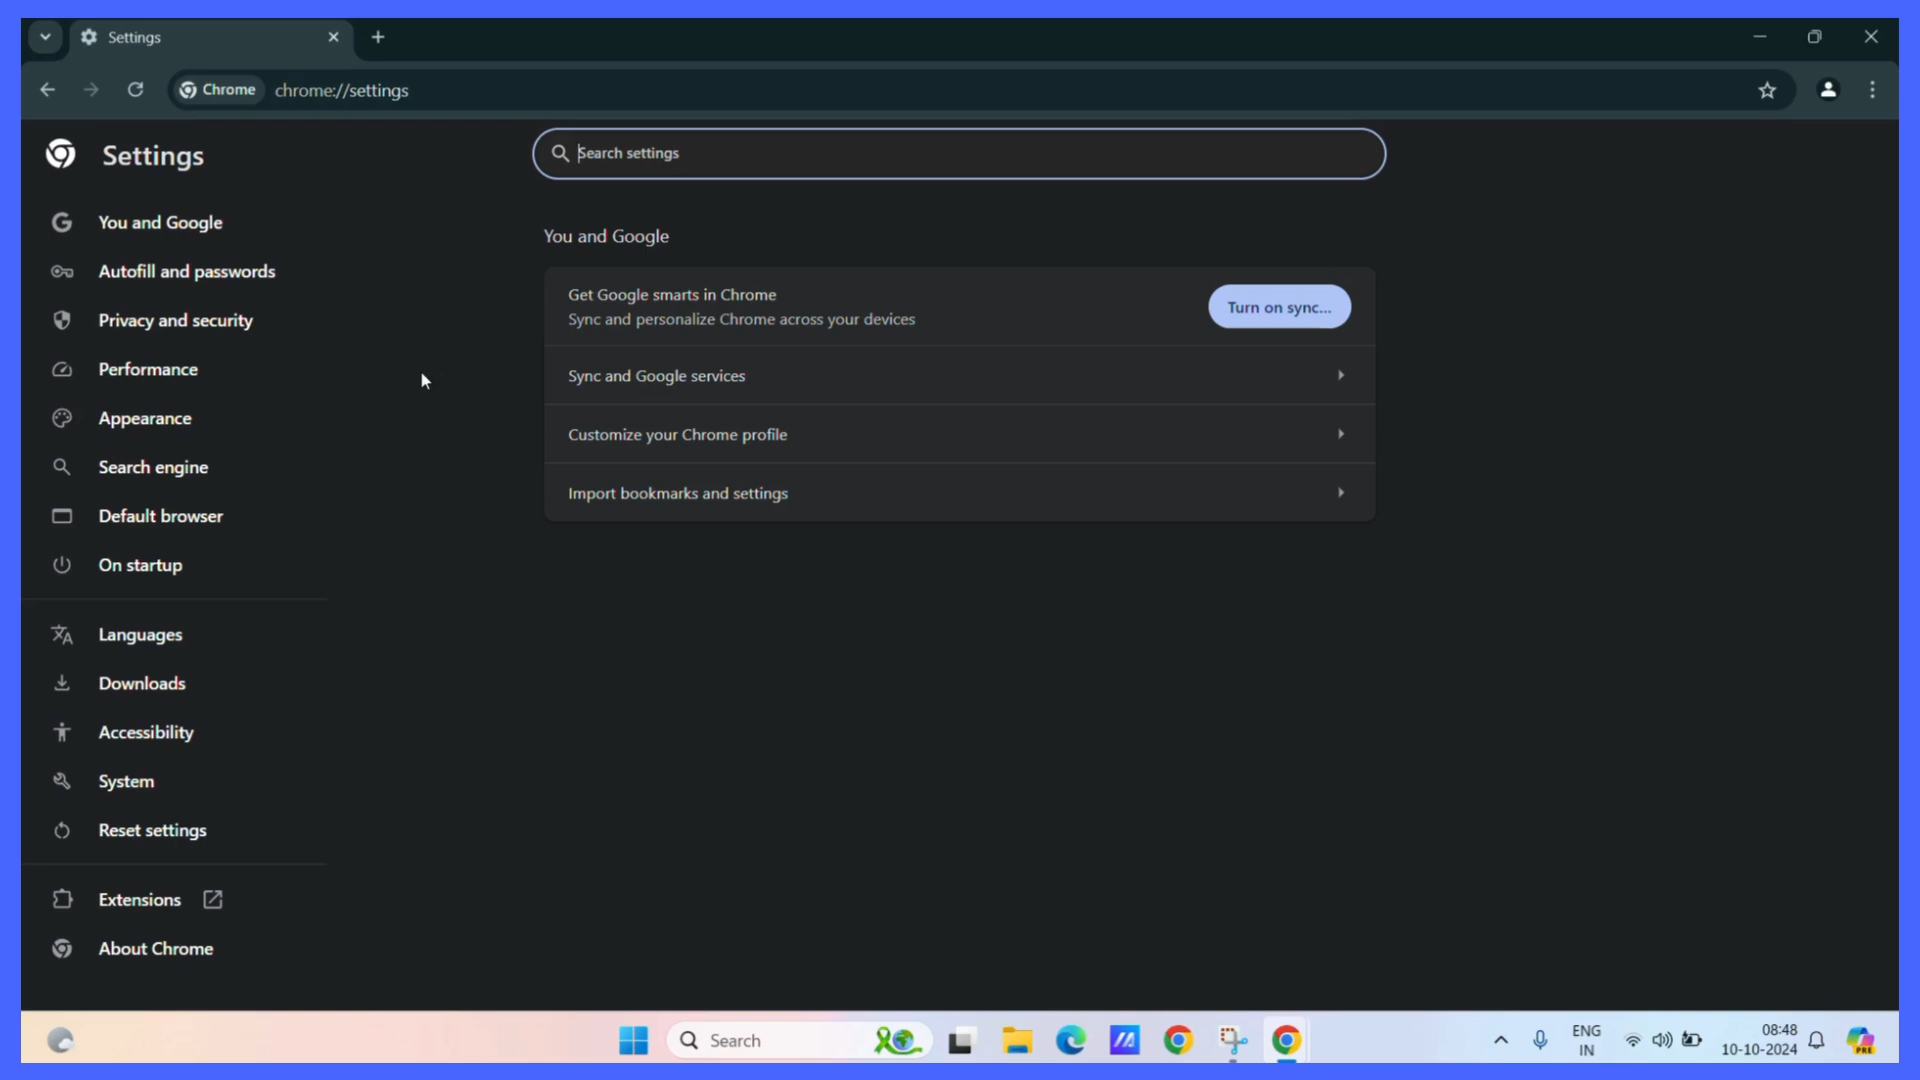 Settings
Chrome
chrome://settings
Settings
Search settings
You and Google
Autofill and passwords
Privacy and security
Performance
Appearance
Search engine
Default browser
On startup
Languages
Downloads
Accessibility
System
Reset settings
Extensions
About Chrome
You and Google
Get Google smarts in Chrome
Sync and personalize Chrome across your devices
Turn on sync...
Sync and Google services
Customize your Chrome profile
Import bookmarks and settings
Search
ENG
IN
08:48
10-10-2024
PRE